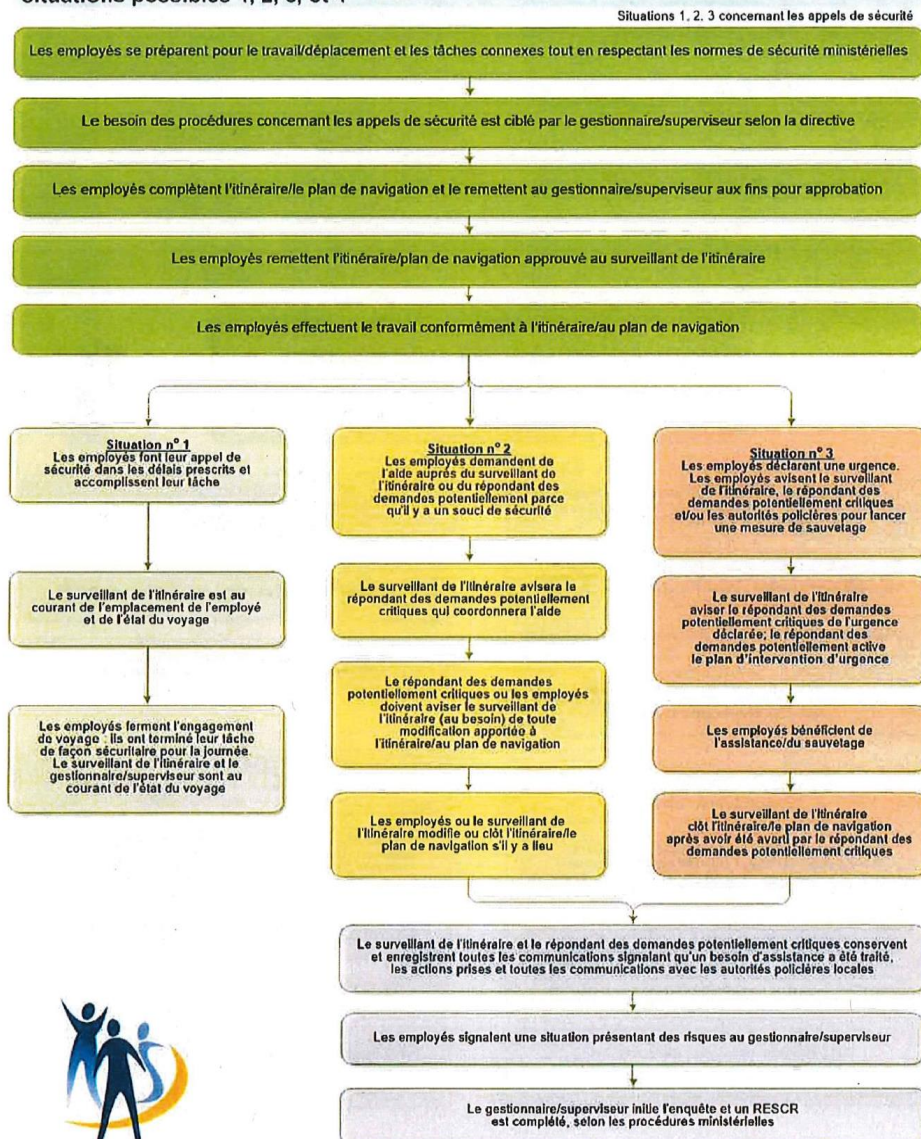 Situations 1, 2, 3 concernant les appels de sécurité
Les employés se préparent pour le travail/déplacement et les tâches connexes tout en respectant les normes de sécurité ministérielles
Le besoin des procédures concernant les appels de sécurité est ciblé par le gestionnaire/superviseur selon la directive
Les employés complètent l'itinéraire/le plan de navigation et le remettent au gestionnaire/superviseur aux fins pour approbation
Les employés remettent l'itinéraire/plan de navigation approuvé au surveillant de l'itinéraire
Les employés effectuent le travail conformément à l'itinéraire/au plan de navigation
Situation n° 1
Les employés font leur appel de
sécurité dans les délais prescrits et
accomplissent leur tâche
Le surveillant de l'itinéraire est au
courant de l'emplacement de l'employé
et de l'état du voyage
Les employés ferment l'engagement
de voyage : ils ont terminé leur tâche
de façon sécuritaire pour la journée.
Le surveillant de l'itinéraire et le
gestionnaire/superviseur sont au
courant de l'état du voyage
Situation n° 2
Les employés demandent de
l'aide auprès du surveillant de
l'itinéraire ou du répondant des
demandes potentiellement parce
qu'il y a un souci de sécurité
Le surveillant de l'itinéraire avisera le
répondant des demandes potentiellement
critiques qui coordonnera l'aide
Le répondant des demandes
potentiellement critiques ou les employés
doivent aviser le surveillant de
l'itinéraire (au besoin) de toute
modification apportée à
l'itinéraire/au plan de navigation
Les employés ou le surveillant de
l'itinéraire modifie ou clôt l'itinéraire/le
plan de navigation s'il y a lieu
Situation n° 3
Les employés déclarent une urgence.
Les employés avisent le surveillant
de l'itinéraire, le répondant des
demandes potentiellement critiques
et/ou les autorités policières pour lancer
une mesure de sauvetage
Le surveillant de l'itinéraire
aviser le répondant des demandes
potentiellement critiques de l'urgence
déclarée; le répondant des
demandes potentiellement active
le plan d'intervention d'urgence
Les employés bénéficient de
l'assistance/du sauvetage
Le surveillant de l'itinéraire
clôt l'itinéraire/le plan de navigation
après avoir été averti par le répondant des
demandes potentiellement critiques
Le surveillant de l'itinéraire et le répondant des demandes potentiellement critiques conservent
et enregistrent toutes les communications signalant qu'un besoin d'assistance a été traité,
les actions prises et toutes les communications avec les autorités policières locales
Les employés signalent une situation présentant des risques au gestionnaire/superviseur
Le gestionnaire/superviseur initie l'enquête et un RESCR
est complété, selon les procédures ministérielles